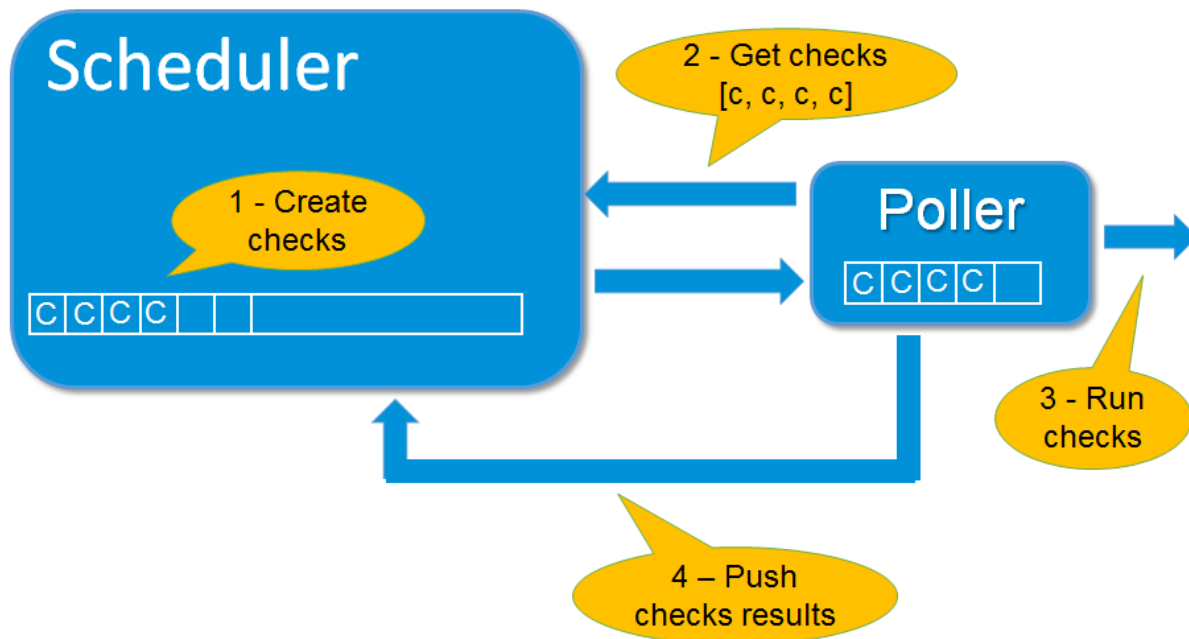 Scheduler
2 - Get checks
[c, c, c, c]
1 - Create
checks
Poller
C C C C
C C C C
3 - Run
checks
4 – Push
checks results